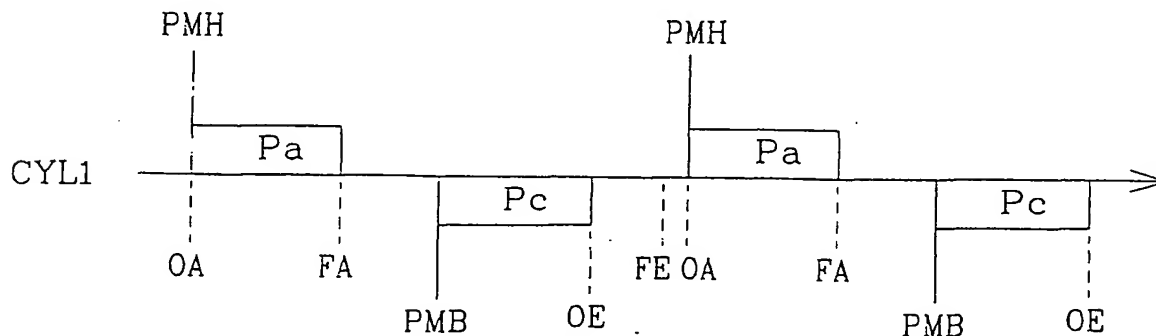 PMH PMH
Pa Pa
CYL1
Pc Pc
OA FA FE OA FA
PMB OE PMB OE